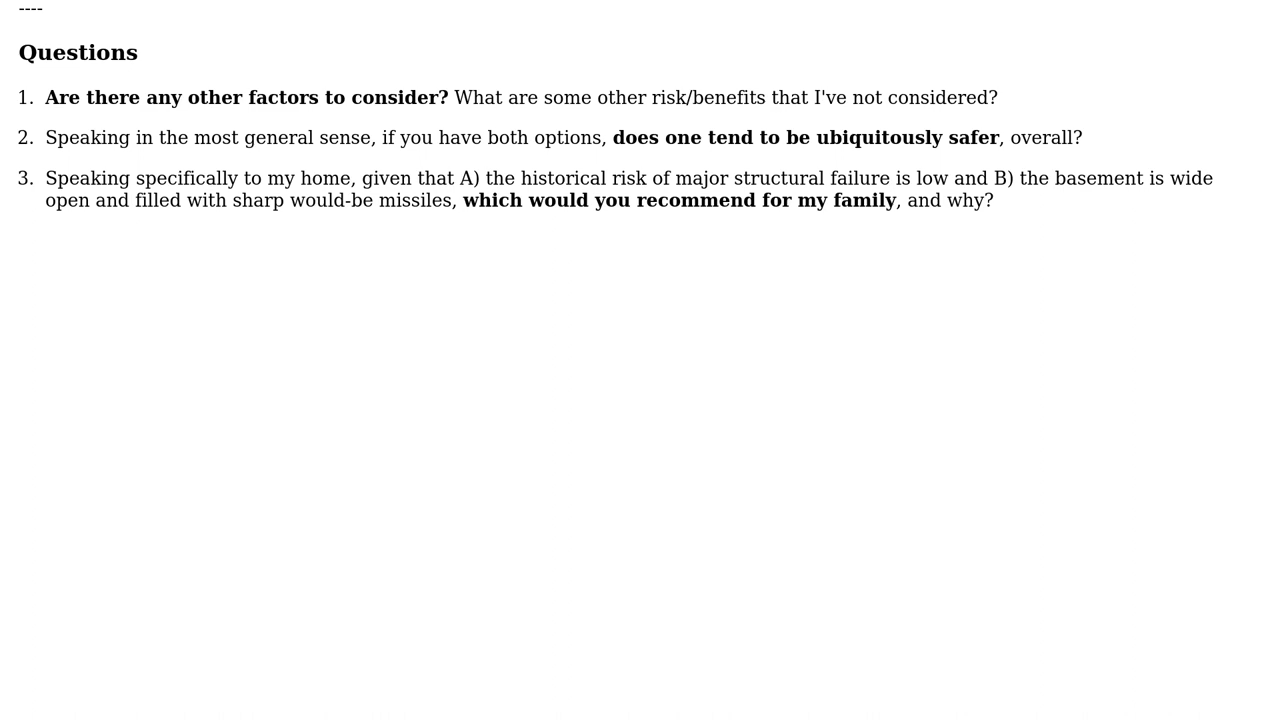 ----
Questions
1. Are there any other factors to consider? What are some other risk/benefits that I've not considered?
2. Speaking in the most general sense, if you have both options, does one tend to be ubiquitously safer, overall?
3. Speaking specifically to my home, given that A) the historical risk of major structural failure is low and B) the basement is wide
open and filled with sharp would-be missiles, which would you recommend for my family, and why?